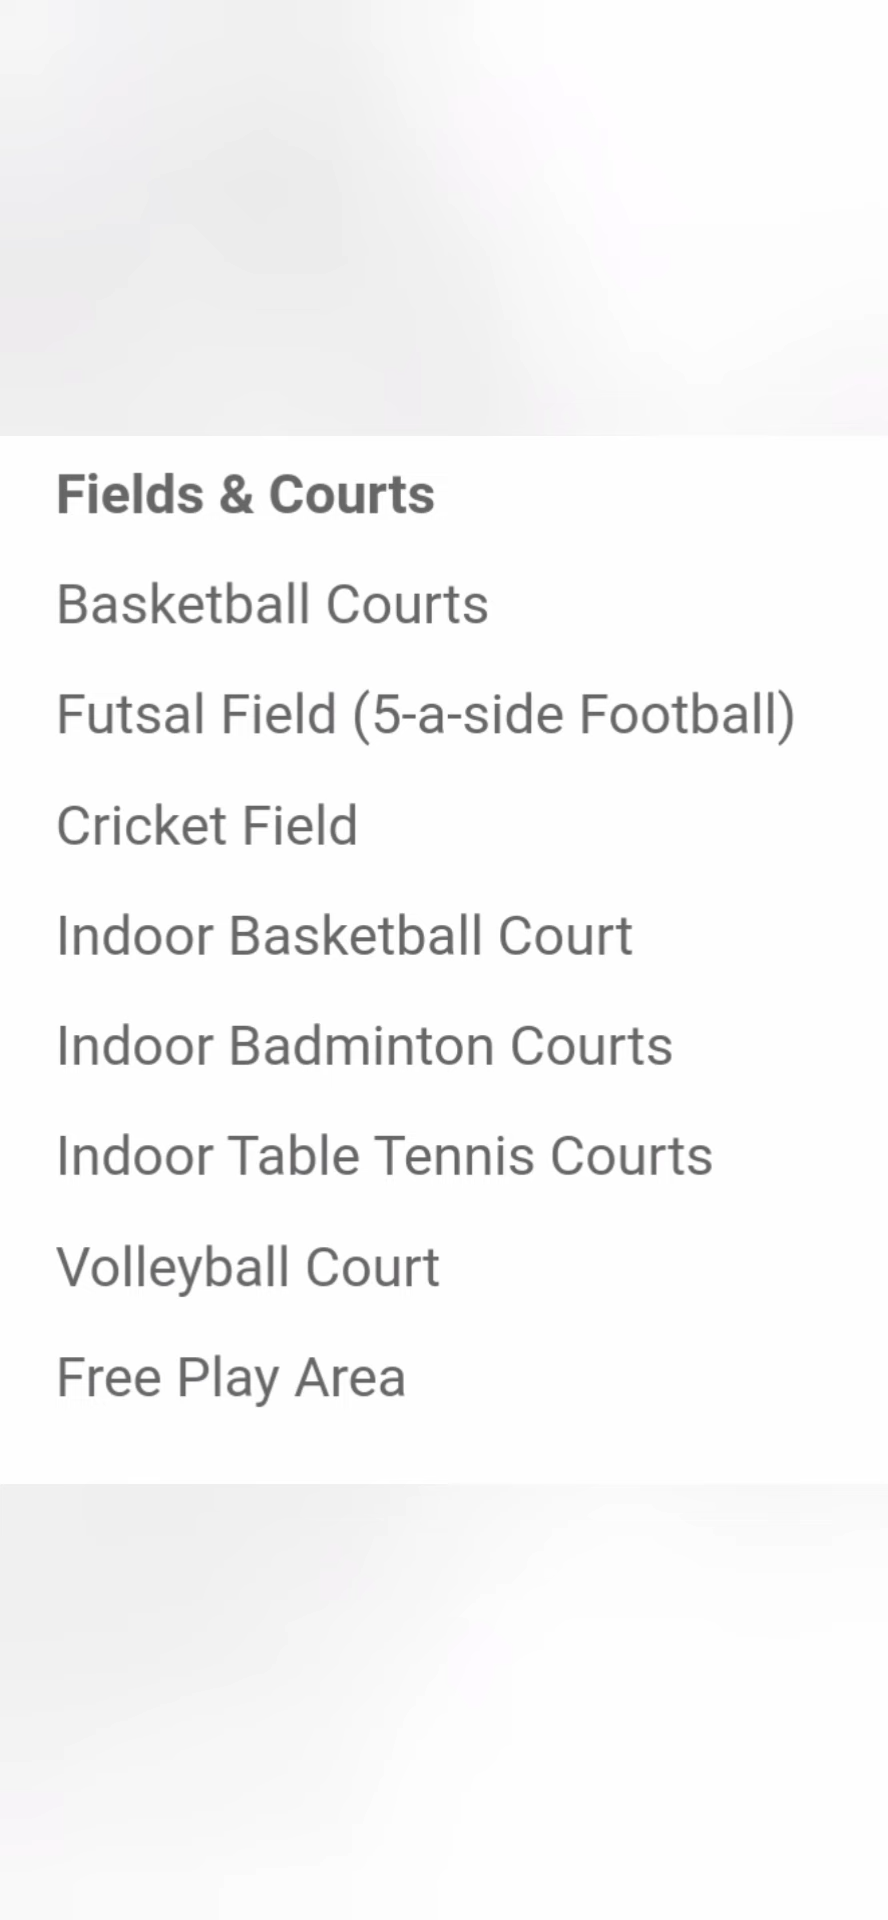 Fields & Courts
Basketball Courts
Futsal Field (5-a-side Football)
Cricket Field
Indoor Basketball Court
Indoor Badminton Courts
Indoor Table Tennis Courts
Volleyball Court
Free Play Area